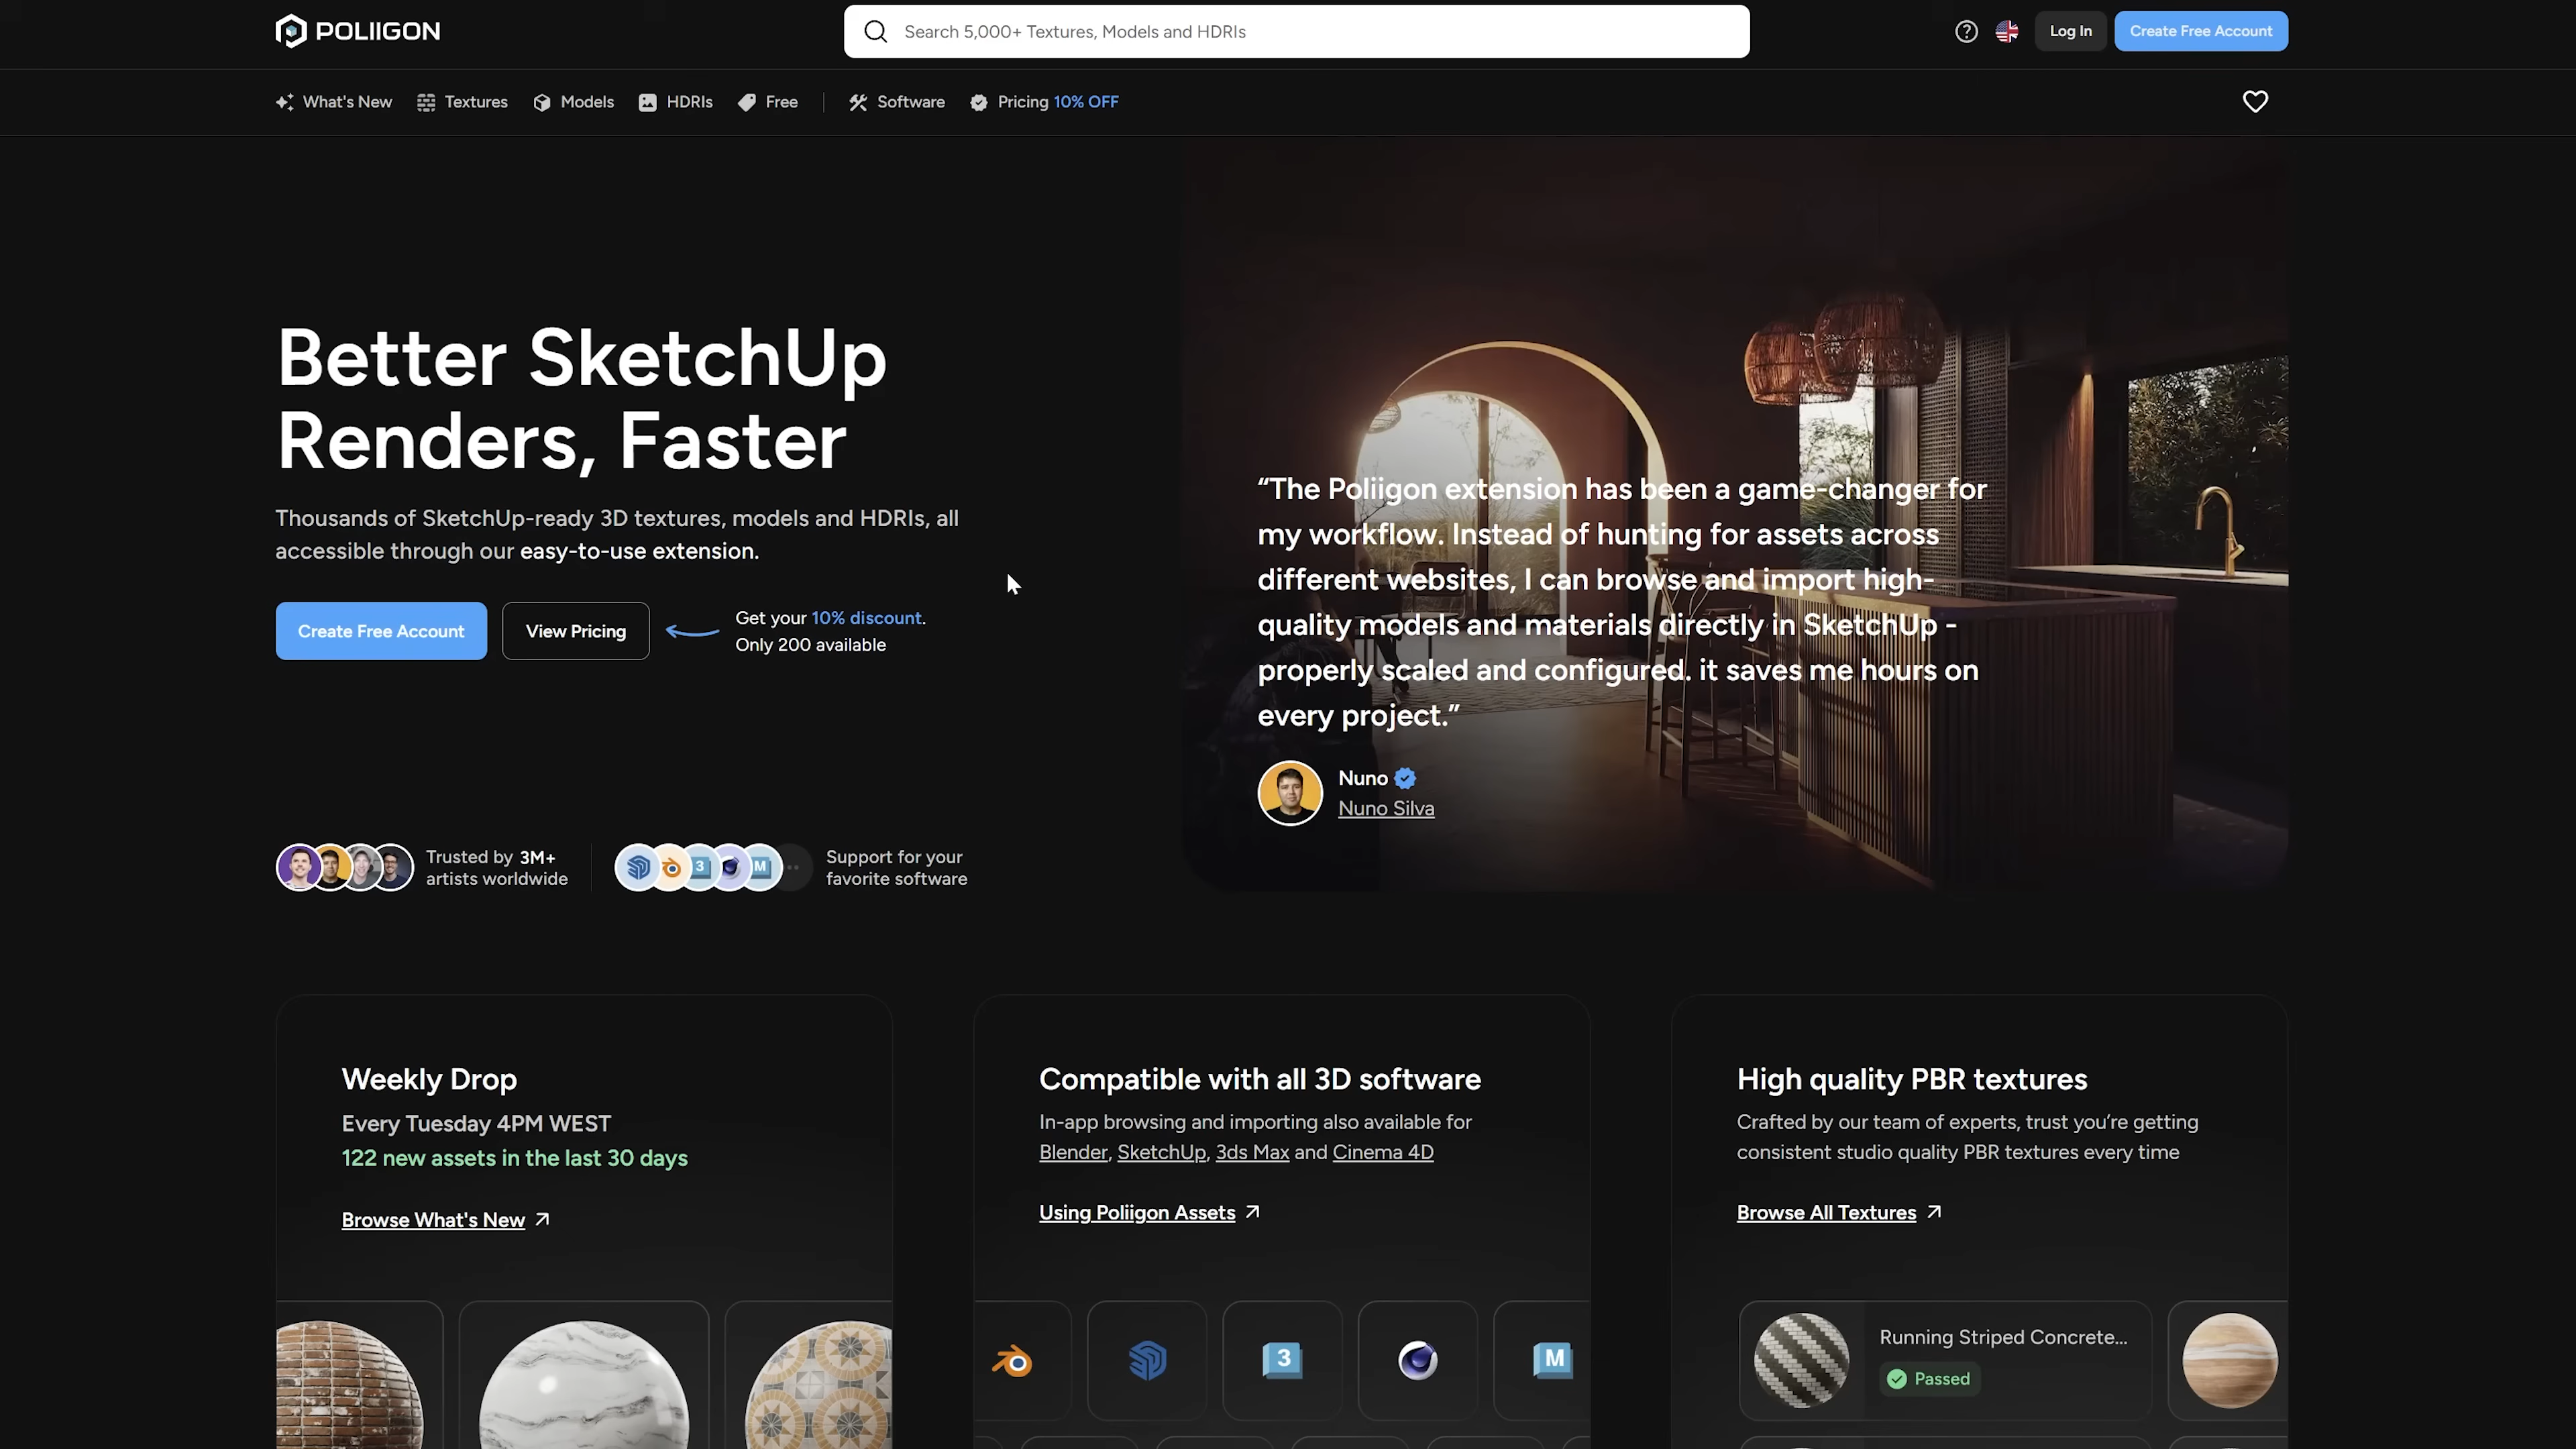 POLIIGON
Search 5,000+ Textures, Models and HDRIs
Log In
Create Free Account
What's New
Textures
Models
HDRIs
Free
Software
Pricing 10% OFF
Better SketchUp
Renders, Faster
Thousands of SketchUp-ready 3D textures, models and HDRIs, all
accessible through our easy-to-use extension.
Create Free Account
View Pricing
Get your 10% discount.
Only 200 available
Trusted by 3M+
artists worldwide
3
M
Support for your
favorite software
“The Poliigon extension has been a game-changer for
my workflow. Instead of hunting for assets across
different websites, I can browse and import high-
quality models and materials directly in SketchUp -
properly scaled and configured. it saves me hours on
every project.”
Nuno
Nuno Silva
Weekly Drop
Every Tuesday 4PM WEST
122 new assets in the last 30 days
Browse What's New
Compatible with all 3D software
In-app browsing and importing also available for
Blender, SketchUp, 3ds Max and Cinema 4D
Using Poliigon Assets
3
M
High quality PBR textures
Crafted by our team of experts, trust you’re getting
consistent studio quality PBR textures every time
Browse All Textures
Running Striped Concrete...
Passed